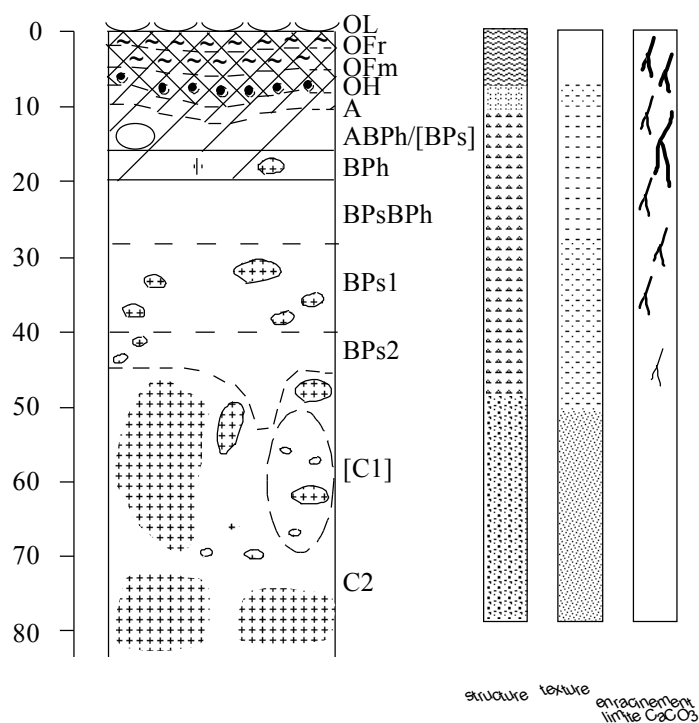 0
10
20
30
40
50
60
70
80
OL
OFr
OFm
OH
A
ABPh/[BPs]
BPh
BPsBPh
BPs1
BPs2
[C1]
C2
structure
texture
enracinement
limite CaCO3